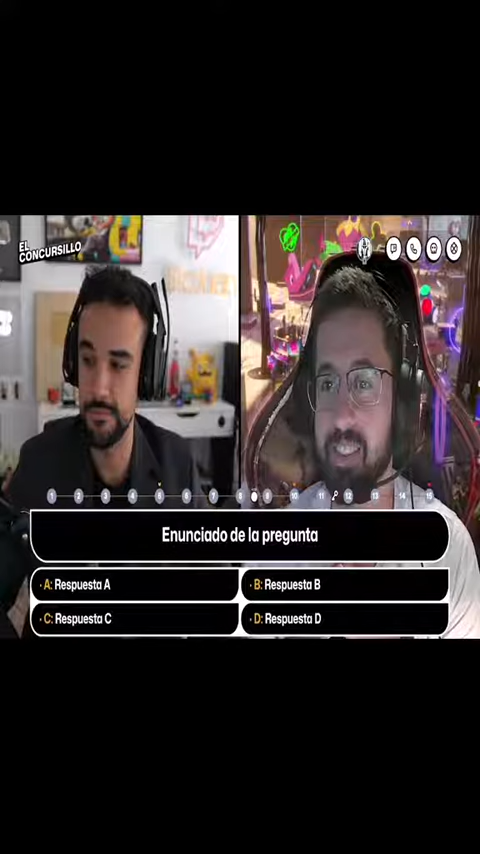 EL
CONCURSILLO
1 2 3 4 5 6 7 8 9 10 11 12 13 14 15
Enunciado de la pregunta
A: Respuesta A
B: Respuesta B
C: Respuesta C
D: Respuesta D